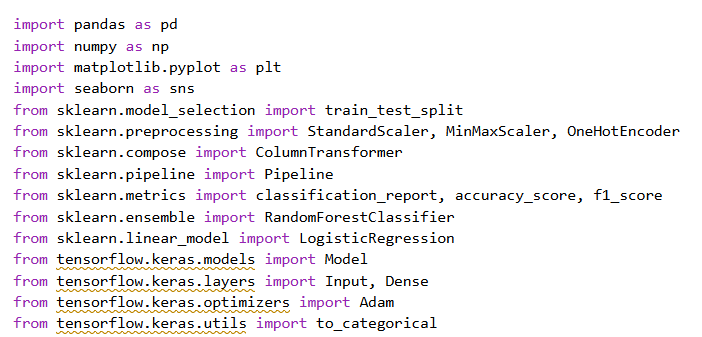 import pandas as pd
import numpy as np
import matplotlib.pyplot as plt
import seaborn as sns
from sklearn.model_selection import train_test_split
from sklearn.preprocessing import StandardScaler, MinMaxScaler, OneHotEncoder
from sklearn.compose import ColumnTransformer
from sklearn.pipeline import Pipeline
from sklearn.metrics import classification_report, accuracy_score, f1_score
from sklearn.ensemble import RandomForestClassifier
from sklearn.linear_model import LogisticRegression
from tensorflow.keras.models import Model
from tensorflow.keras.layers import Input, Dense
from tensorflow.keras.optimizers import Adam
from tensorflow.keras.utils import to_categorical